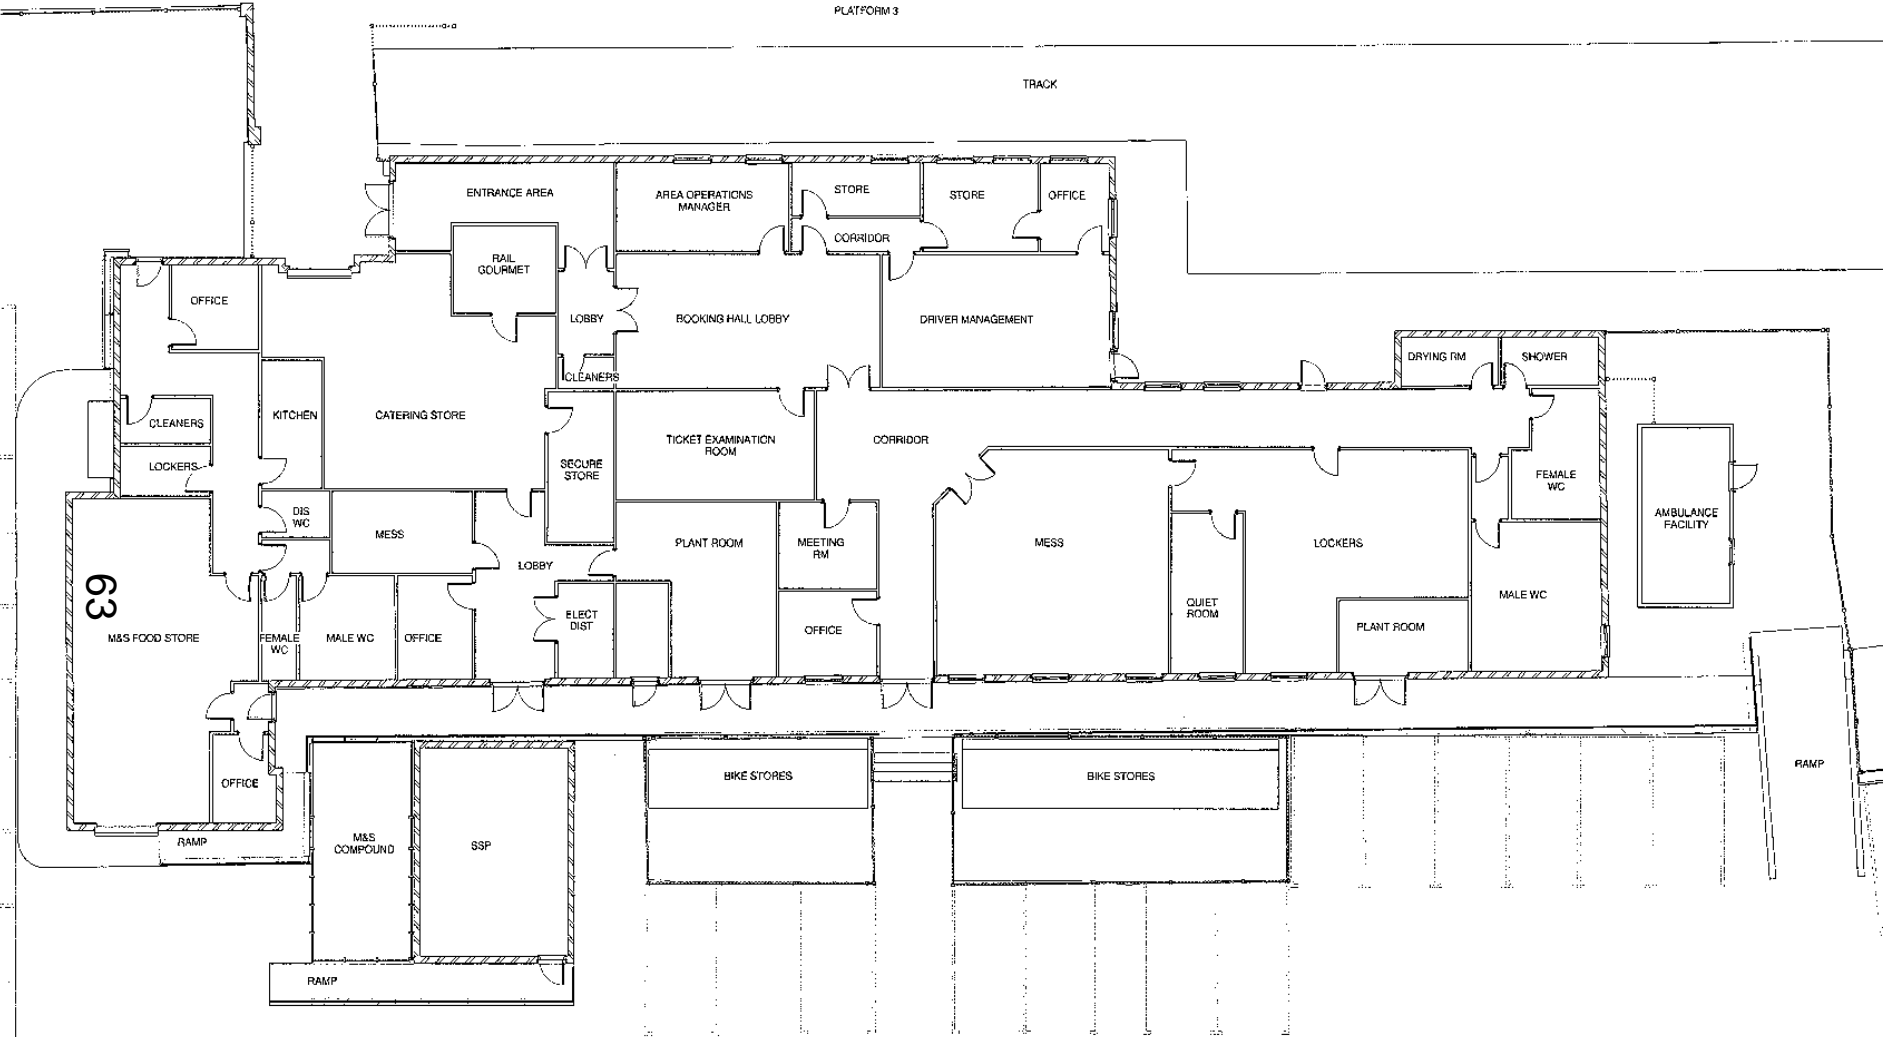 PLATFORM 3
TRACK
ENTRANCE AREA
AREA OPERATIONS
MANAGER
STORE
STORE
OFFICE
CORRIDOR
RAIL
GOURMET
OFFICE
LOBBY
BOOKING HALL LOBBY
DRIVER MANAGEMENT
DRYING RM
SHOWER
CLEANERS
KITCHEN
CATERING STORE
CLEANERS
TICKET EXAMINATION
ROOM
CORRIDOR
LOCKERS
SECURE
STORE
FEMALE
WC
DIS
WC
MESS
PLANT ROOM
MEETING
RM
MESS
LOCKERS
AMBULANCE
FACILITY
LOBBY
63
M&S FOOD STORE
FEMALE
WC
MALE WC
OFFICE
ELECT
DIST
OFFICE
QUIET
ROOM
PLANT ROOM
MALE WC
OFFICE
BIKE STORES
BIKE STORES
RAMP
RAMP
M&S
COMPOUND
SSP
RAMP